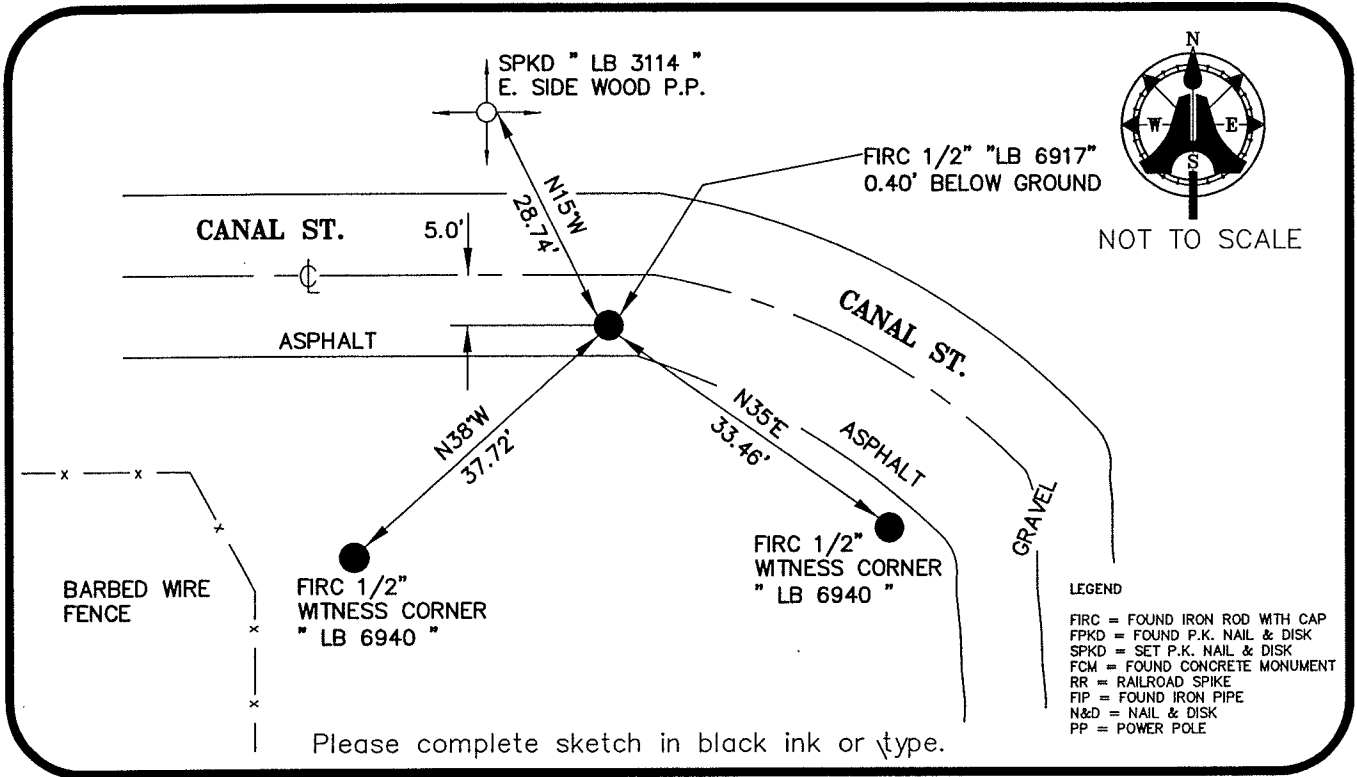 SPKD " LB 3114 "
E. SIDE WOOD P.P.
N
W
E
S
FIRC 1/2" "LB 6917"
0.40' BELOW GROUND
NOT TO SCALE
N15°W
28.74'
CANAL ST.
5.0'
℄
CANAL ST.
ASPHALT
N38°W
37.72'
N35°E
33.46'
ASPHALT
GRAVEL
BARBED WIRE
FENCE
FIRC 1/2"
WITNESS CORNER
" LB 6940 "
FIRC 1/2"
WITNESS CORNER
" LB 6940 "
LEGEND
FIRC = FOUND IRON ROD WITH CAP
FPKD = FOUND P.K. NAIL & DISK
SPKD = SET P.K. NAIL & DISK
FCM = FOUND CONCRETE MONUMENT
RR = RAILROAD SPIKE
FIP = FOUND IRON PIPE
N&D = NAIL & DISK
PP = POWER POLE
Please complete sketch in black ink or type.